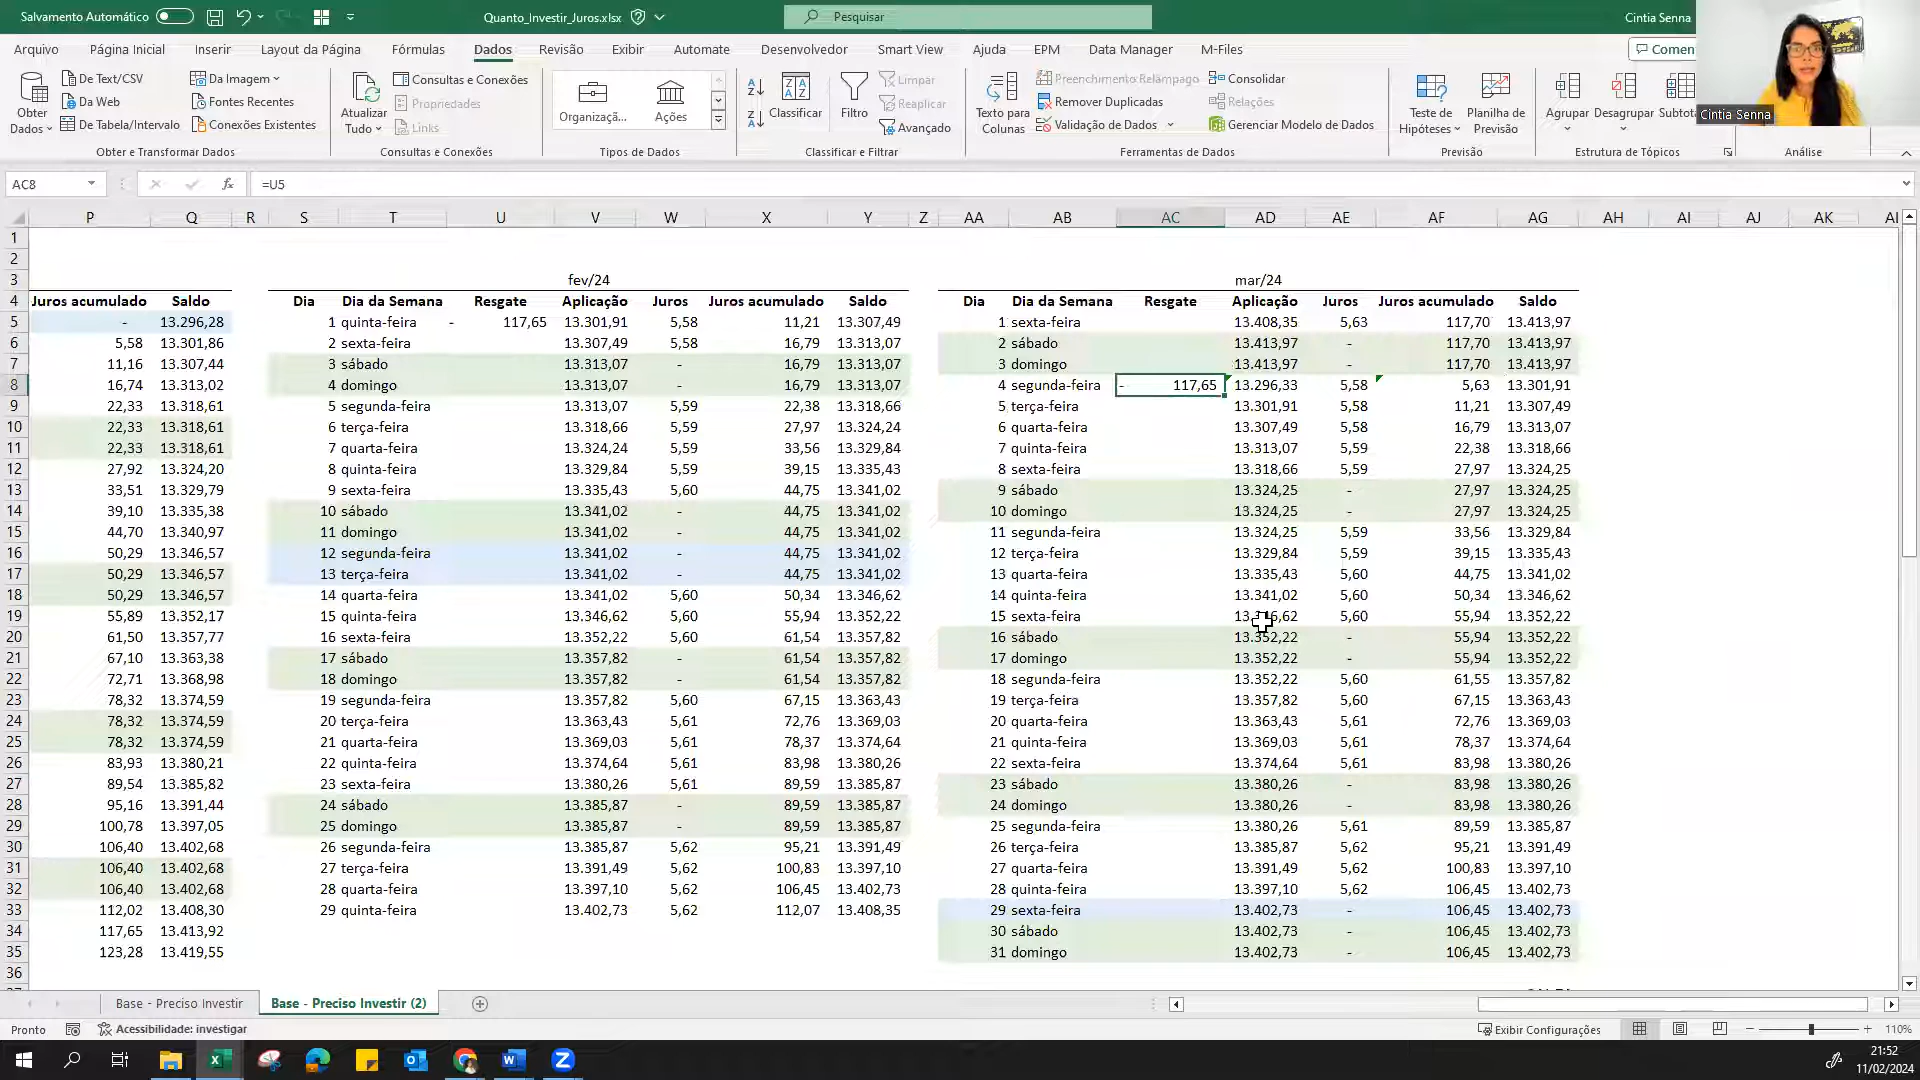 Salvamento Automático
Quanto_Investir_Juros.xlsx
Pesquisar
Cintia Senna
Arquivo Página Inicial Inserir Layout da Página Fórmulas Dados Revisão Exibir Automate Desenvolvedor Smart View Ajuda EPM Data Manager M-Files
Comen
Obter Dados
De Text/CSV
Da Web
De Tabela/Intervalo
Da Imagem
Fontes Recentes
Conexões Existentes
Atualizar Tudo
Consultas e Conexões
Propriedades
Links
Organizaçã...
Ações
Classificar
Filtro
Limpar
Reaplicar
Avançado
Texto para Colunas
Preenchimento Relâmpago
Remover Duplicadas
Validação de Dados
Consolidar
Relações
Gerenciar Modelo de Dados
Teste de Hipóteses
Planilha de Previsão
Agrupar
Desagrupar
Subtot
Cintia Senna
Obter e Transformar Dados Consultas e Conexões Tipos de Dados Classificar e Filtrar Ferramentas de Dados Previsão Estrutura de Tópicos Análise
AC8 fx =U5
P Q R S T U V W X Y Z AA AB AC AD AE AF AG AH AI AJ AK AI
1
2
3 fev/24 mar/24
4 Juros acumulado Saldo Dia Dia da Semana Resgate Aplicação Juros Juros acumulado Saldo Dia Dia da Semana Resgate Aplicação Juros Juros acumulado Saldo
5 - 13.296,28 1 quinta-feira - 117,65 13.301,91 5,58 11,21 13.307,49 1 sexta-feira 13.408,35 5,63 117,70 13.413,97
6 5,58 13.301,86 2 sexta-feira 13.307,49 5,58 16,79 13.313,07 2 sábado 13.413,97 - 117,70 13.413,97
7 11,16 13.307,44 3 sábado 13.313,07 - 16,79 13.313,07 3 domingo 13.413,97 - 117,70 13.413,97
8 16,74 13.313,02 4 domingo 13.313,07 - 16,79 13.313,07 4 segunda-feira - 117,65 13.296,33 5,58 5,63 13.301,91
9 22,33 13.318,61 5 segunda-feira 13.313,07 5,59 22,38 13.318,66 5 terça-feira 13.301,91 5,58 11,21 13.307,49
10 22,33 13.318,61 6 terça-feira 13.318,66 5,59 27,97 13.324,24 6 quarta-feira 13.307,49 5,58 16,79 13.313,07
11 22,33 13.318,61 7 quarta-feira 13.324,24 5,59 33,56 13.329,84 7 quinta-feira 13.313,07 5,59 22,38 13.318,66
12 27,92 13.324,20 8 quinta-feira 13.329,84 5,59 39,15 13.335,43 8 sexta-feira 13.318,66 5,59 27,97 13.324,25
13 33,51 13.329,79 9 sexta-feira 13.335,43 5,60 44,75 13.341,02 9 sábado 13.324,25 - 27,97 13.324,25
14 39,10 13.335,38 10 sábado 13.341,02 - 44,75 13.341,02 10 domingo 13.324,25 - 27,97 13.324,25
15 44,70 13.340,97 11 domingo 13.341,02 - 44,75 13.341,02 11 segunda-feira 13.324,25 5,59 33,56 13.329,84
16 50,29 13.346,57 12 segunda-feira 13.341,02 - 44,75 13.341,02 12 terça-feira 13.329,84 5,59 39,15 13.335,43
17 50,29 13.346,57 13 terça-feira 13.341,02 - 44,75 13.341,02 13 quarta-feira 13.335,43 5,60 44,75 13.341,02
18 50,29 13.346,57 14 quarta-feira 13.341,02 5,60 50,34 13.346,62 14 quinta-feira 13.341,02 5,60 50,34 13.346,62
19 55,89 13.352,17 15 quinta-feira 13.346,62 5,60 55,94 13.352,22 15 sexta-feira 5,60 55,94 13.352,22
20 61,50 13.357,77 16 sexta-feira 13.352,22 5,60 61,54 13.357,82 16 sábado 13.352,22 - 55,94 13.352,22
21 67,10 13.363,38 17 sábado 13.357,82 - 61,54 13.357,82 17 domingo 13.352,22 - 55,94 13.352,22
22 72,71 13.368,98 18 domingo 13.357,82 - 61,54 13.357,82 18 segunda-feira 13.352,22 5,60 61,55 13.357,82
23 78,32 13.374,59 19 segunda-feira 13.357,82 5,60 67,15 13.363,43 19 terça-feira 13.357,82 5,60 67,15 13.363,43
24 78,32 13.374,59 20 terça-feira 13.363,43 5,61 72,76 13.369,03 20 quarta-feira 13.363,43 5,61 72,76 13.369,03
25 78,32 13.374,59 21 quarta-feira 13.369,03 5,61 78,37 13.374,64 21 quinta-feira 13.369,03 5,61 78,37 13.374,64
26 83,93 13.380,21 22 quinta-feira 13.374,64 5,61 83,98 13.380,26 22 sexta-feira 13.374,64 5,61 83,98 13.380,26
27 89,54 13.385,82 23 sexta-feira 13.380,26 5,61 89,59 13.385,87 23 sábado 13.380,26 - 83,98 13.380,26
28 95,16 13.391,44 24 sábado 13.385,87 - 89,59 13.385,87 24 domingo 13.380,26 - 83,98 13.380,26
29 100,78 13.397,05 25 domingo 13.385,87 - 89,59 13.385,87 25 segunda-feira 13.380,26 5,61 89,59 13.385,87
30 106,40 13.402,68 26 segunda-feira 13.385,87 5,62 95,21 13.391,49 26 terça-feira 13.385,87 5,62 95,21 13.391,49
31 106,40 13.402,68 27 terça-feira 13.391,49 5,62 100,83 13.397,10 27 quarta-feira 13.391,49 5,62 100,83 13.397,10
32 106,40 13.402,68 28 quarta-feira 13.397,10 5,62 106,45 13.402,73 28 quinta-feira 13.397,10 5,62 106,45 13.402,73
33 112,02 13.408,30 29 quinta-feira 13.402,73 5,62 112,07 13.408,35 29 sexta-feira 13.402,73 - 106,45 13.402,73
34 117,65 13.413,92 30 sábado 13.402,73 - 106,45 13.402,73
35 123,28 13.419,55 31 domingo 13.402,73 - 106,45 13.402,73
36
Base - Preciso Investir Base - Preciso Investir (2)
Pronto Acessibilidade: investigar Exibir Configurações 110%
21:52
11/02/2024